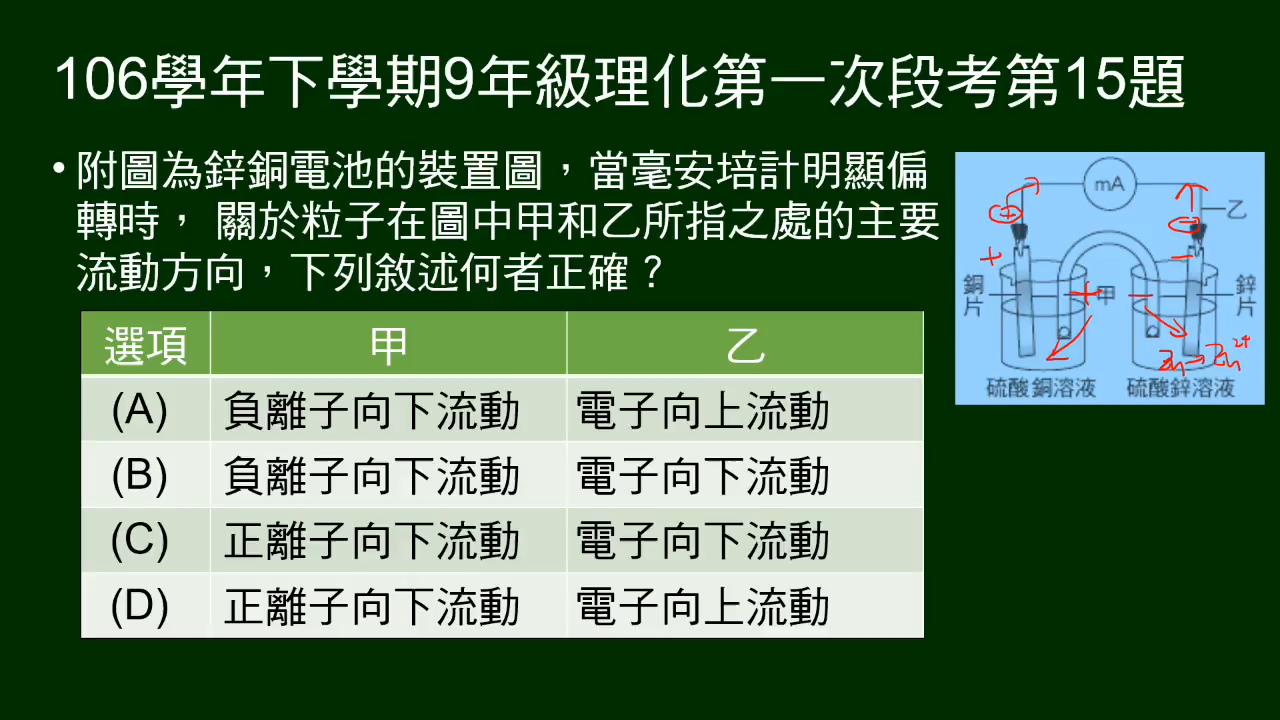 106學年下學期9年級理化第一次段考第15題
• 附圖為鋅銅電池的裝置圖，當毫安培計明顯偏
轉時， 關於粒子在圖中甲和乙所指之處的主要
流動方向，下列敘述何者正確？
選項 甲 乙
(A) 負離子向下流動 電子向上流動
(B) 負離子向下流動 電子向下流動
(C) 正離子向下流動 電子向下流動
(D) 正離子向下流動 電子向上流動
mA
乙
+ −
銅片 + 甲 − 鋅片
Zn→Zn2+
硫酸銅溶液 硫酸鋅溶液